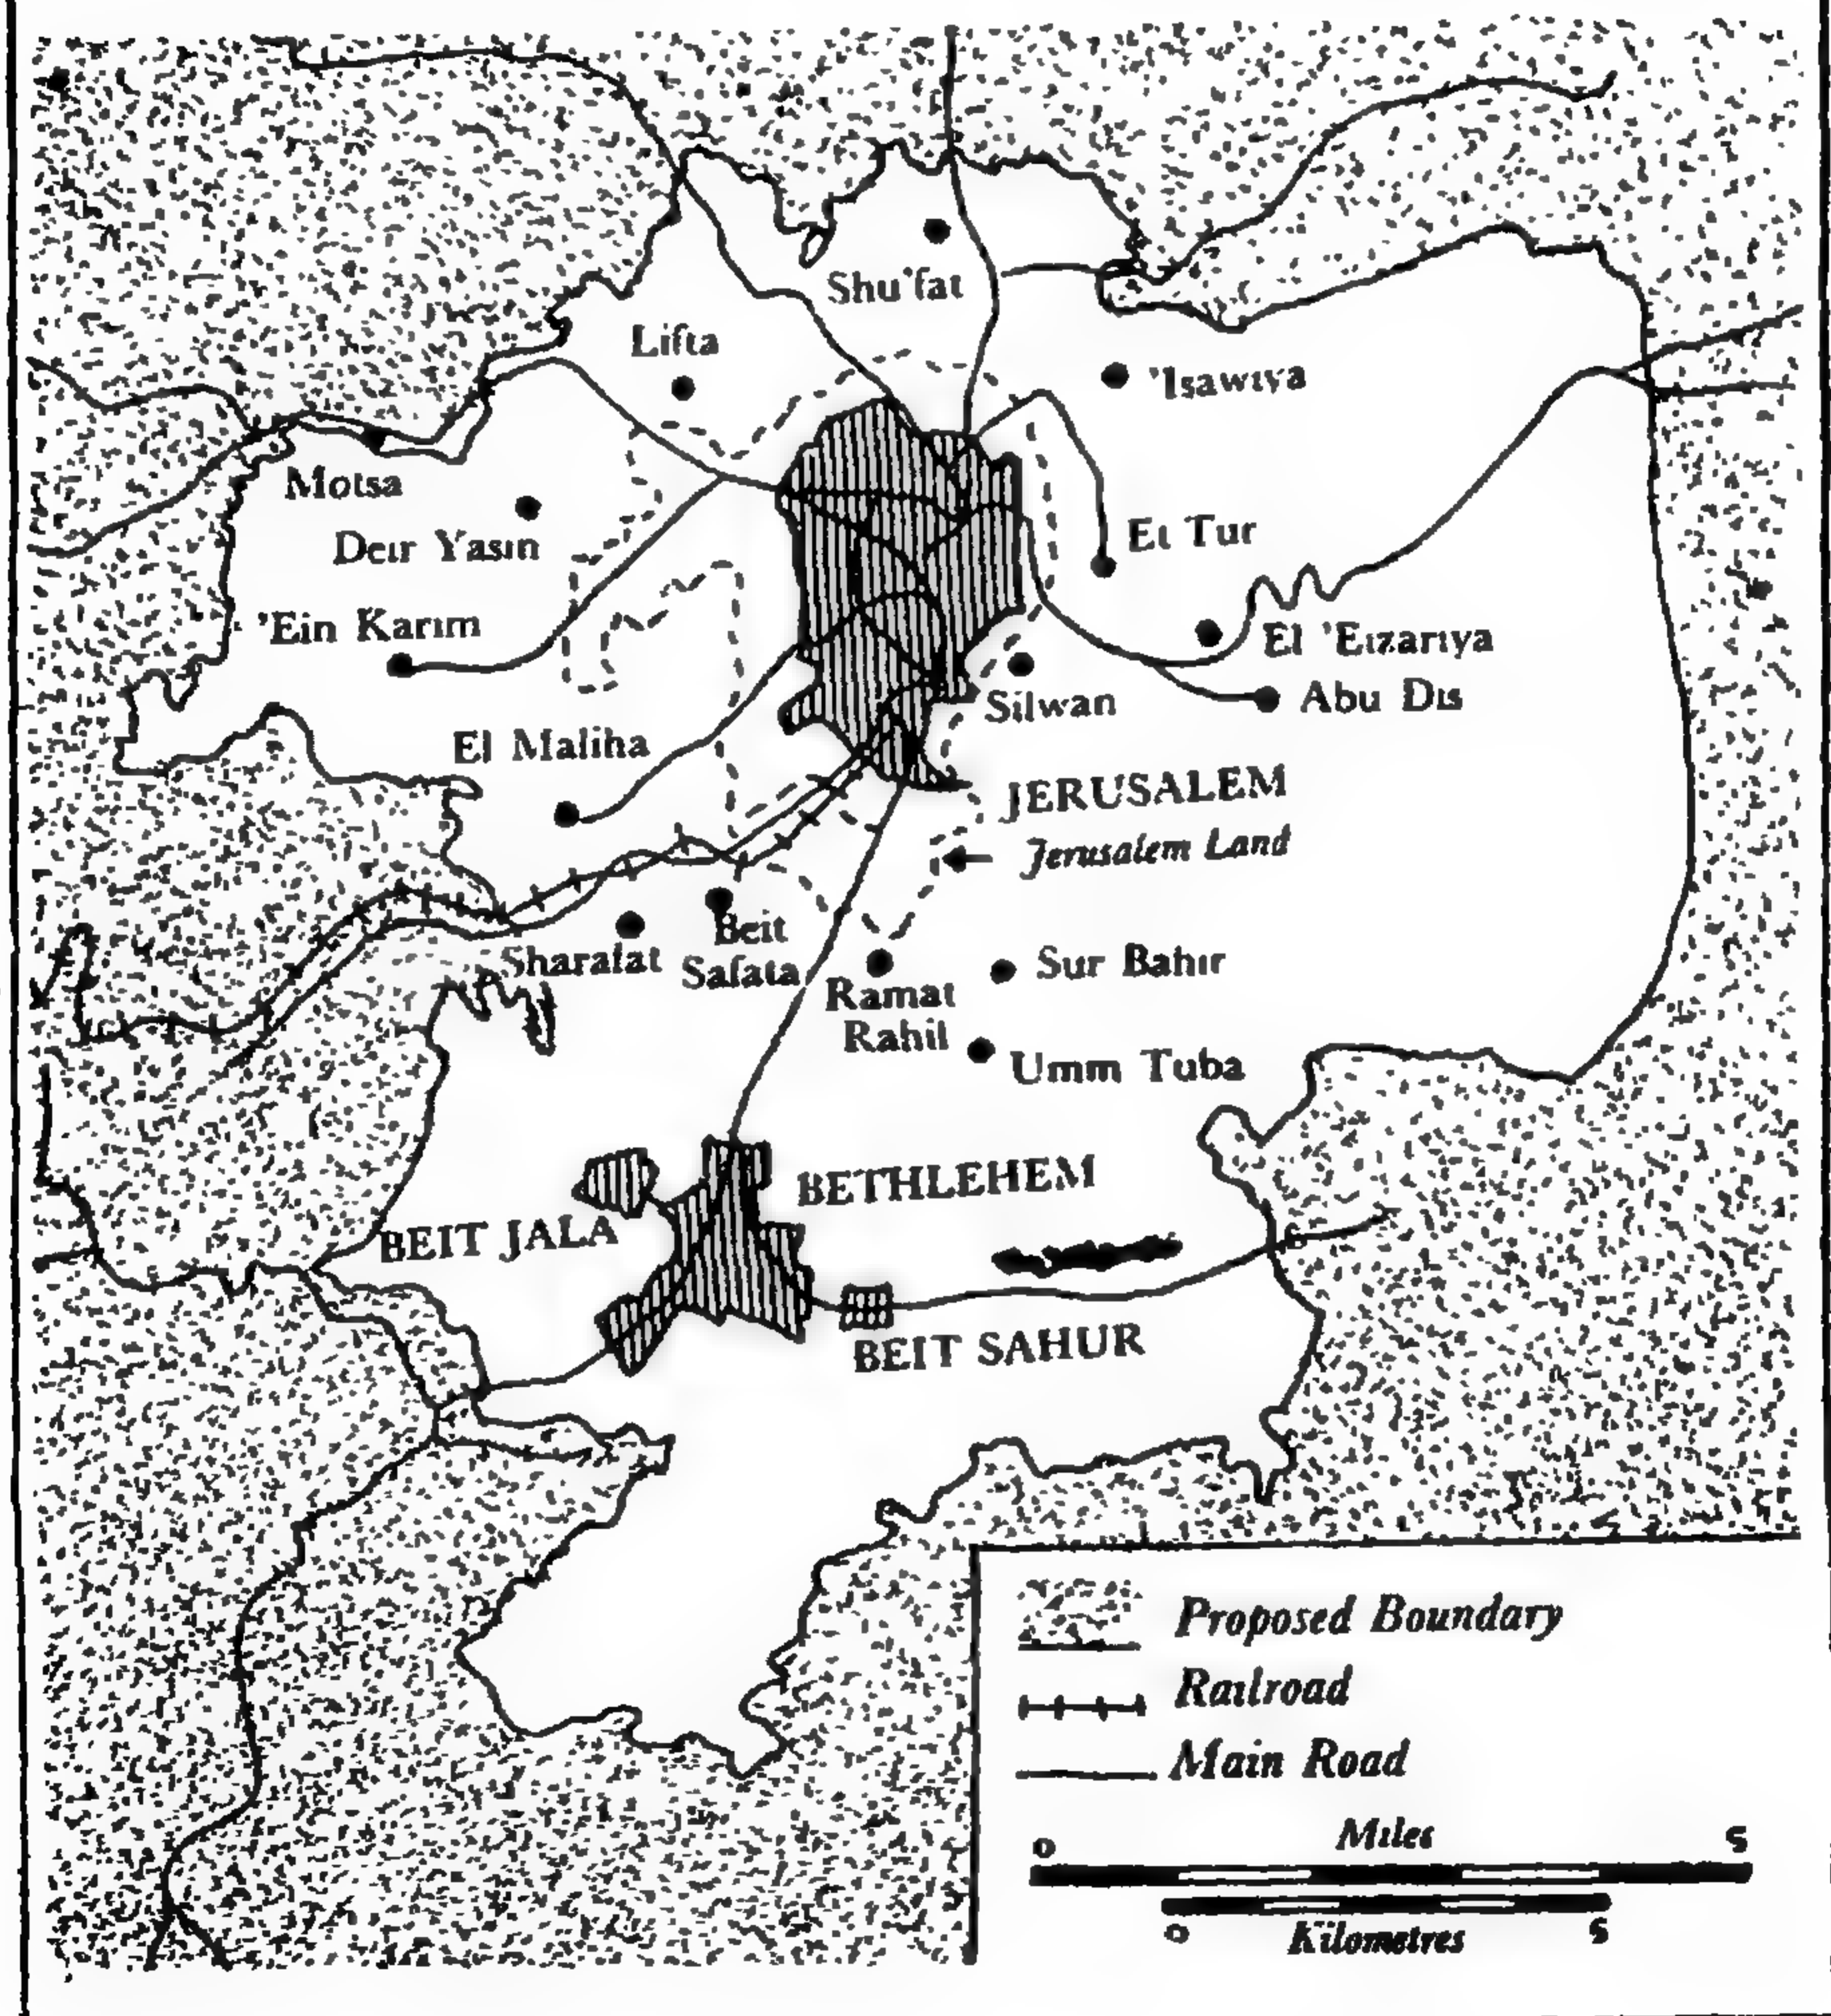 Shu'fat
Lifta
'Isawiya
Motsa
Deir Yasin
Et Tur
'Ein Karim
El 'Eizariya
Abu Dis
Silwan
El Maliha
JERUSALEM
Jerusalem Land
Sharafat
Beit
Safata
Ramat
Rahil
Sur Bahir
Umm Tuba
BETHLEHEM
BEIT JALA
BEIT SAHUR
Proposed Boundary
Railroad
Main Road
Miles
0 5
0 5
Kilometres